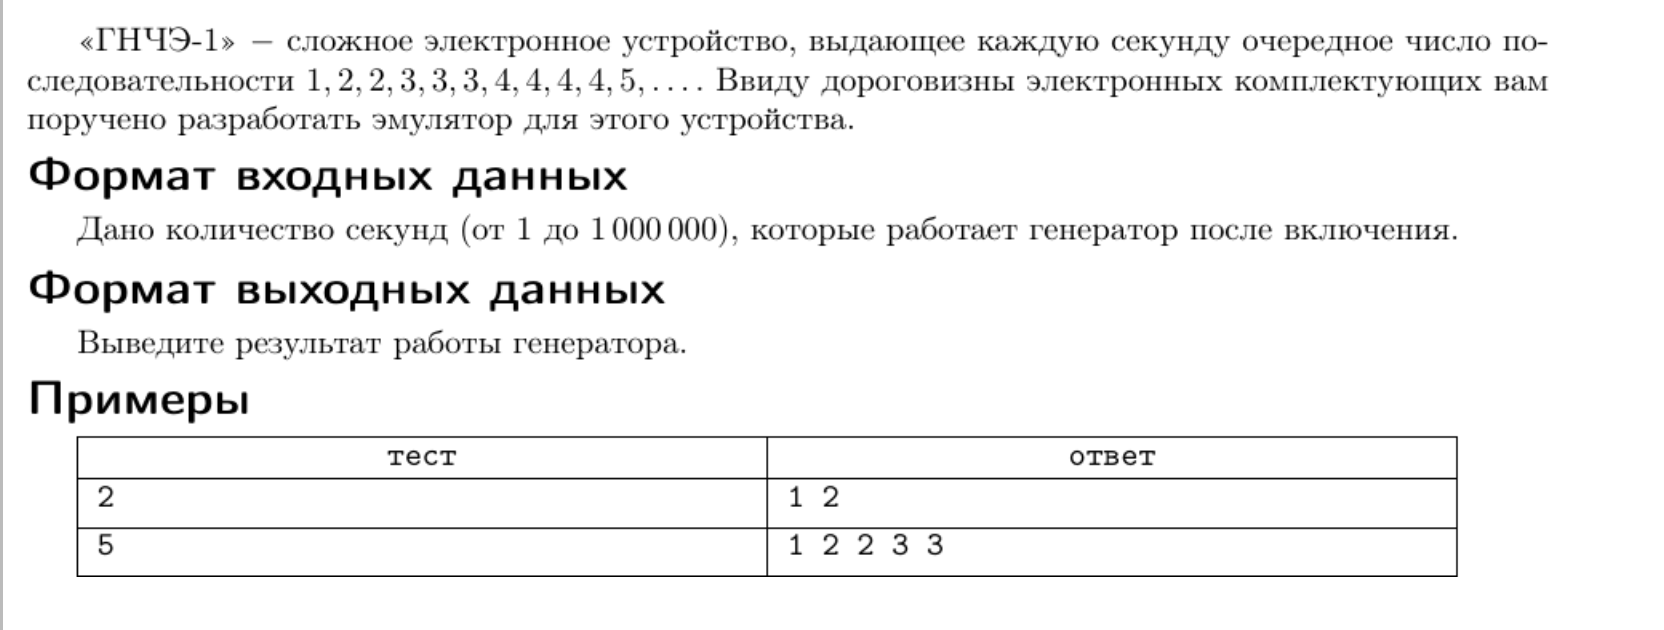 «ГНЧЭ-1» – сложное электронное устройство, выдающее каждую секунду очередное число по-
следовательности 1, 2, 2, 3, 3, 3, 4, 4, 4, 4, 5, . . . . Ввиду дороговизны электронных комплектующих вам
поручено разработать эмулятор для этого устройства.
Формат входных данных
Дано количество секунд (от 1 до 1 000 000), которые работает генератор после включения.
Формат выходных данных
Выведите результат работы генератора.
Примеры
тест ответ
2 1 2
5 1 2 2 3 3